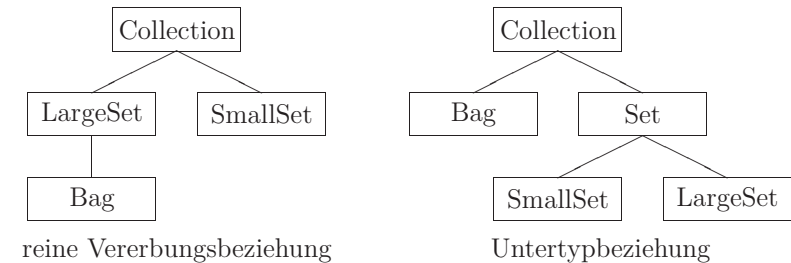 Collection
LargeSet
SmallSet
Bag
reine Vererbungsbeziehung
Collection
Bag
Set
SmallSet
LargeSet
Untertypbeziehung